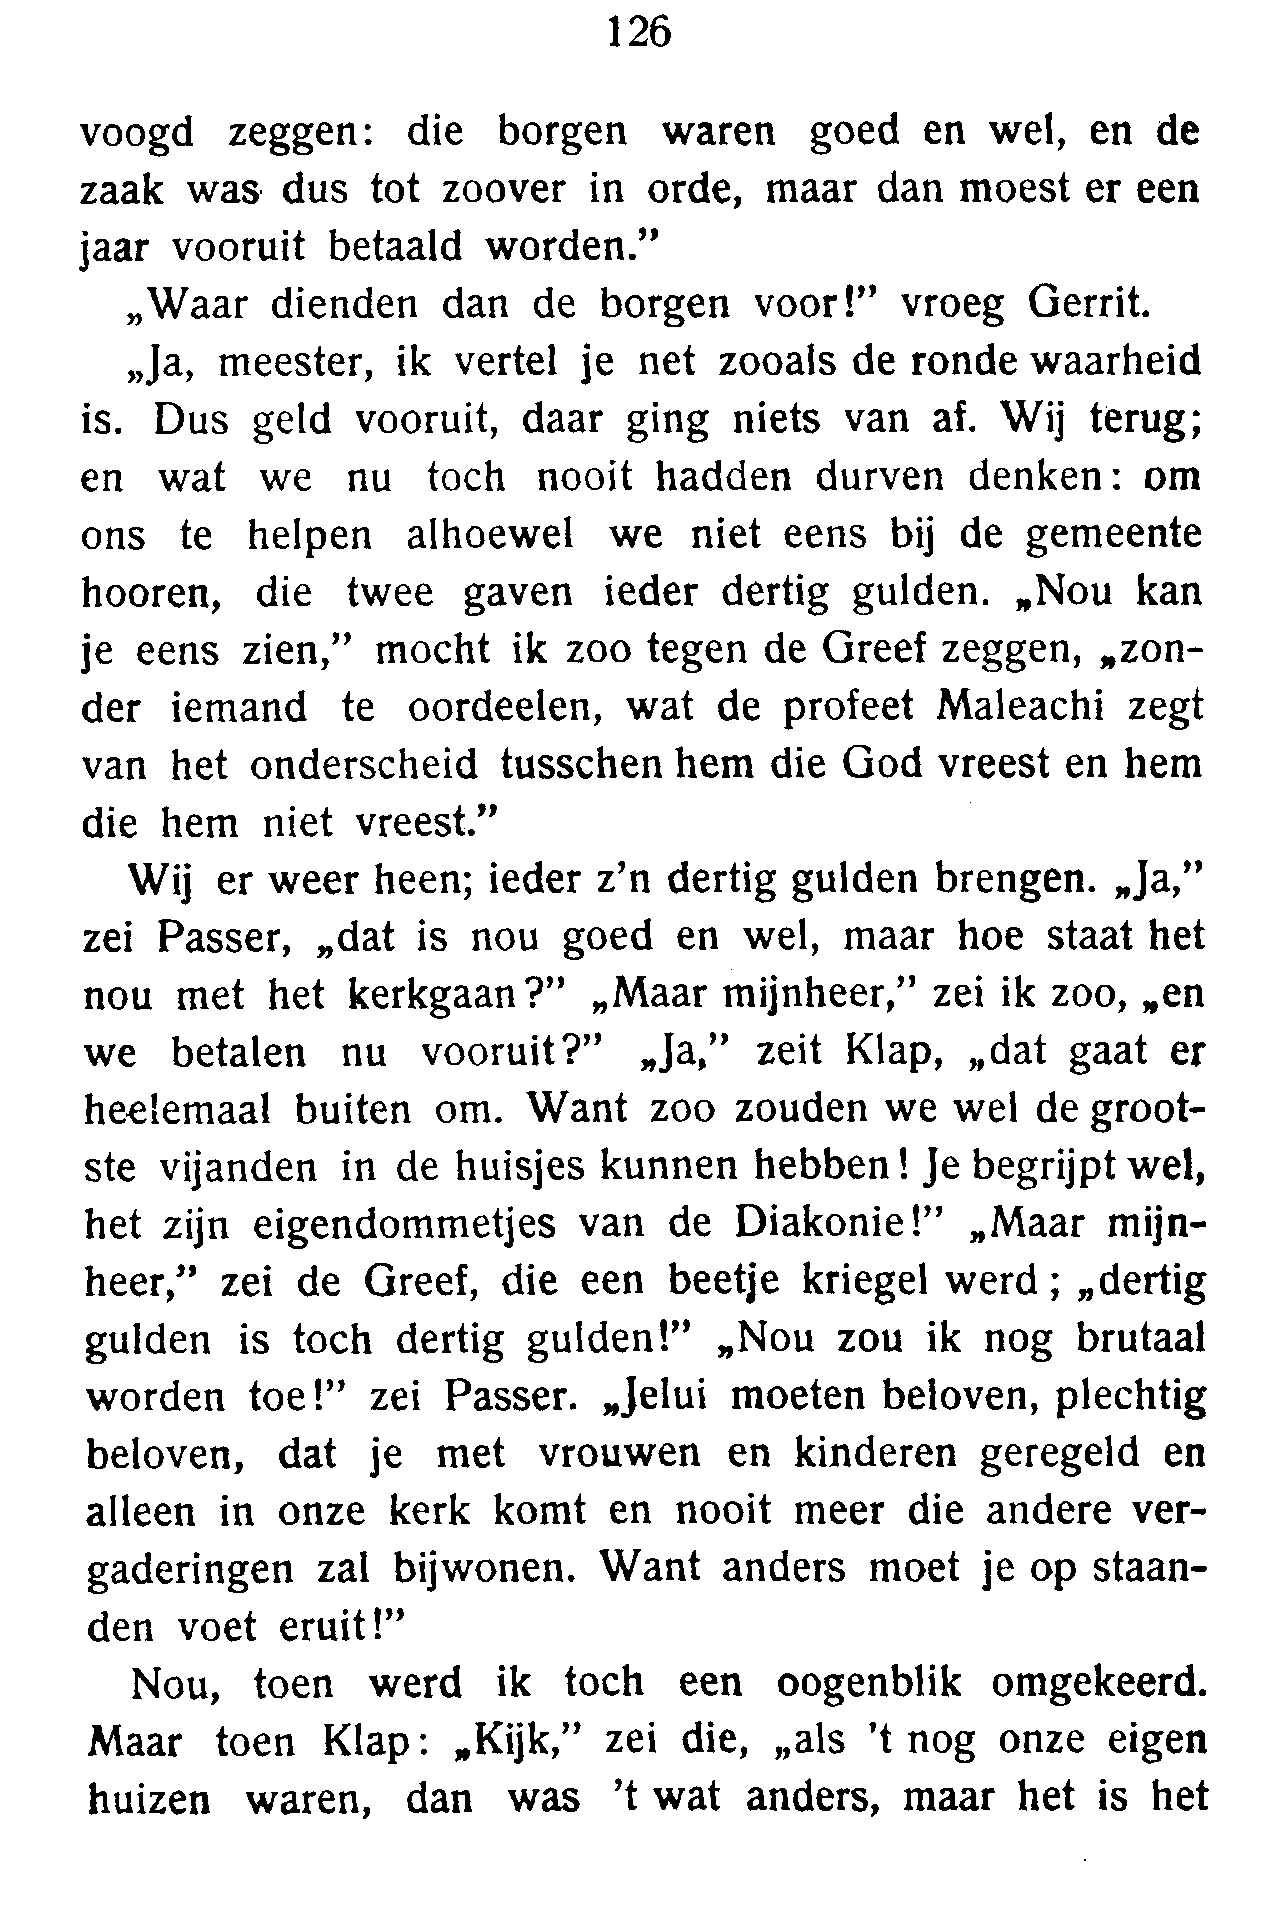 126
voogd zeggen: die borgen waren goed en wel, en de
zaak was dus tot zoover in orde, maar dan moest er een
jaar vooruit betaald worden.”
„Waar dienden dan de borgen voor!” vroeg Gerrit.
„Ja, meester, ik vertel je net zooals de ronde waarheid
is. Dus geld vooruit, daar ging niets van af. Wij terug;
en wat we nu toch nooit hadden durven denken: om
ons te helpen alhoewel we niet eens bij de gemeente
hooren, die twee gaven ieder dertig gulden. „Nou kan
je eens zien,” mocht ik zoo tegen de Greef zeggen, „zon-
der iemand te oordeelen, wat de profeet Maleachi zegt
van het onderscheid tusschen hem die God vreest en hem
die hem niet vreest.”
Wij er weer heen; ieder z’n dertig gulden brengen. „Ja,”
zei Passer, „dat is nou goed en wel, maar hoe staat het
nou met het kerkgaan?” „Maar mijnheer,” zei ik zoo, „en
we betalen nu vooruit?” „Ja,” zeit Klap, „dat gaat er
heelemaal buiten om. Want zoo zouden we wel de groot-
ste vijanden in de huisjes kunnen hebben! Je begrijpt wel,
het zijn eigendommetjes van de Diakonie!” „Maar mijn-
heer,” zei de Greef, die een beetje kriegel werd; „dertig
gulden is toch dertig gulden!” „Nou zou ik nog brutaal
worden toe!” zei Passer. „Jelui moeten beloven, plechtig
beloven, dat je met vrouwen en kinderen geregeld en
alleen in onze kerk komt en nooit meer die andere ver-
gaderingen zal bijwonen. Want anders moet je op staan-
den voet eruit!”
Nou, toen werd ik toch een oogenblik omgekeerd.
Maar toen Klap: „Kijk,” zei die, „als ’t nog onze eigen
huizen waren, dan was ’t wat anders, maar het is het